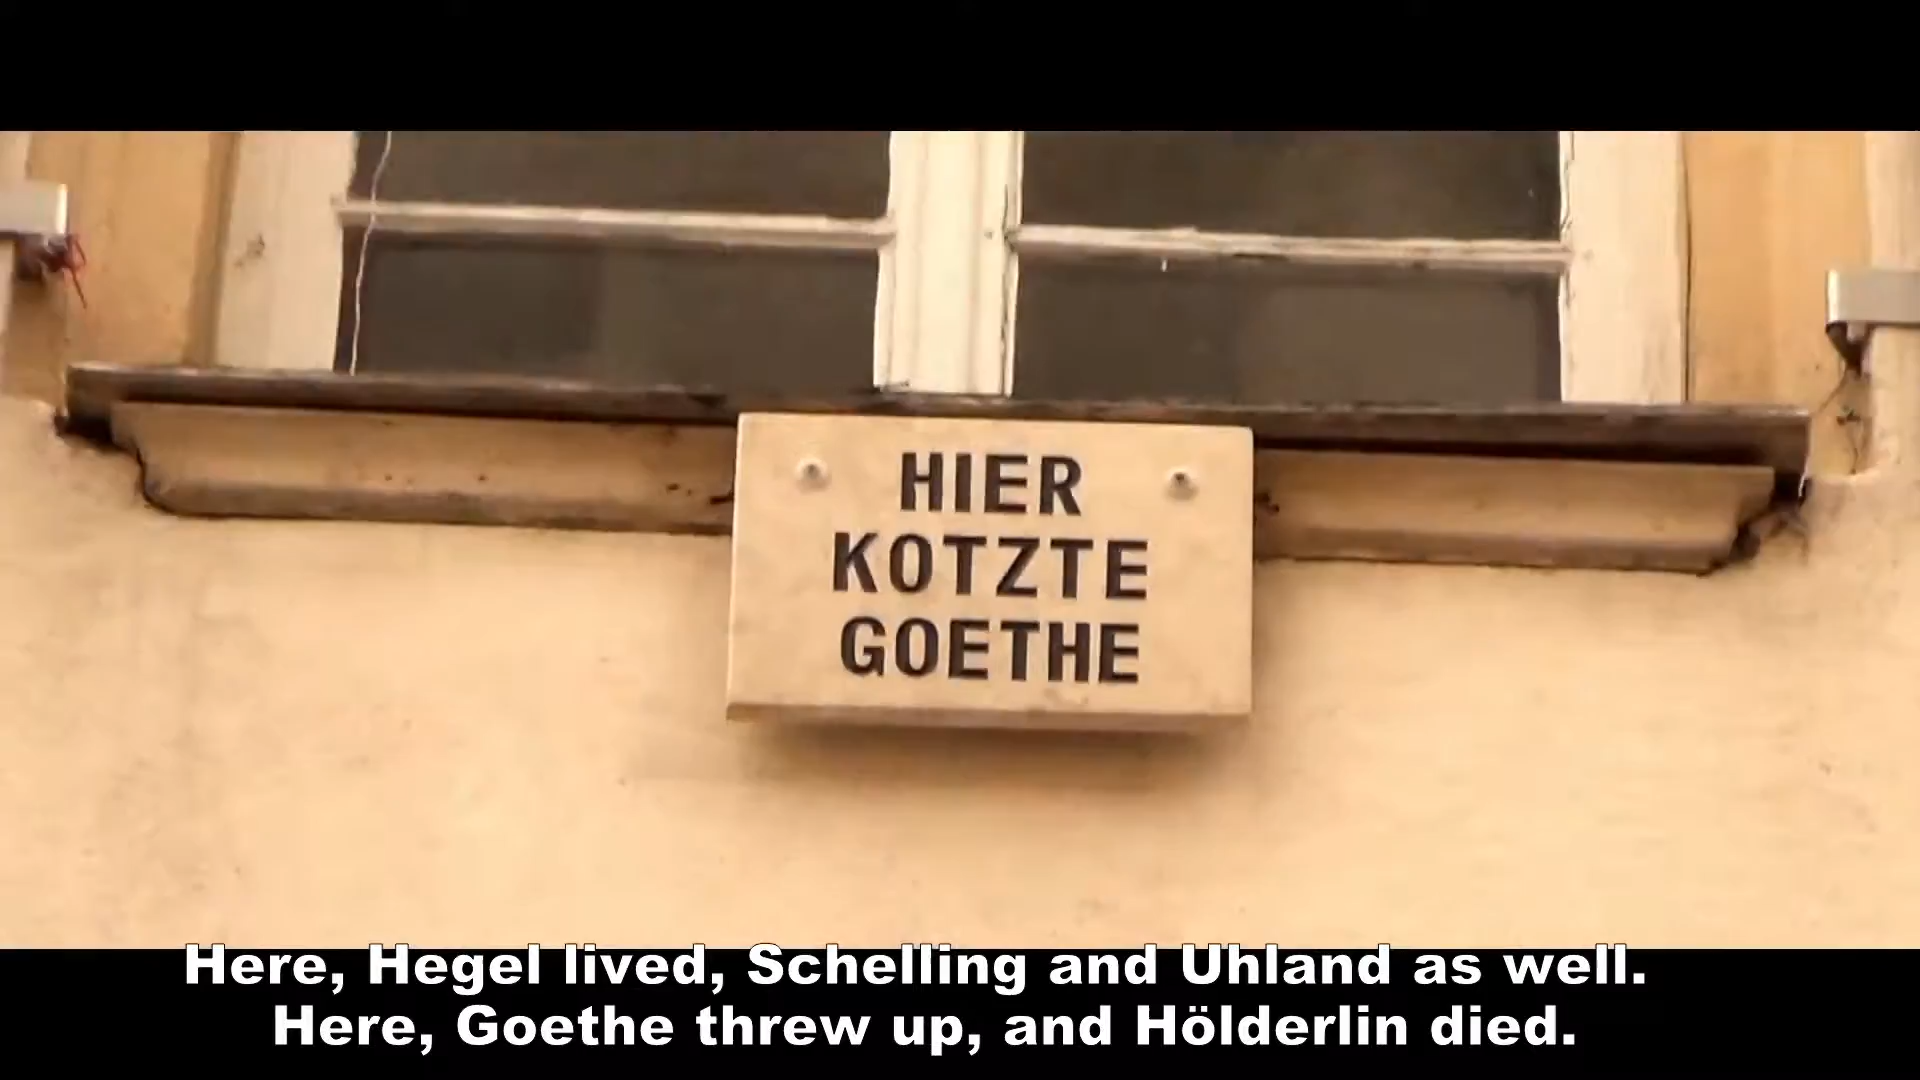 HIER
KOTZTE
GOETHE
Here, Hegel lived, Schelling and Uhland as well.
Here, Goethe threw up, and Hölderlin died.